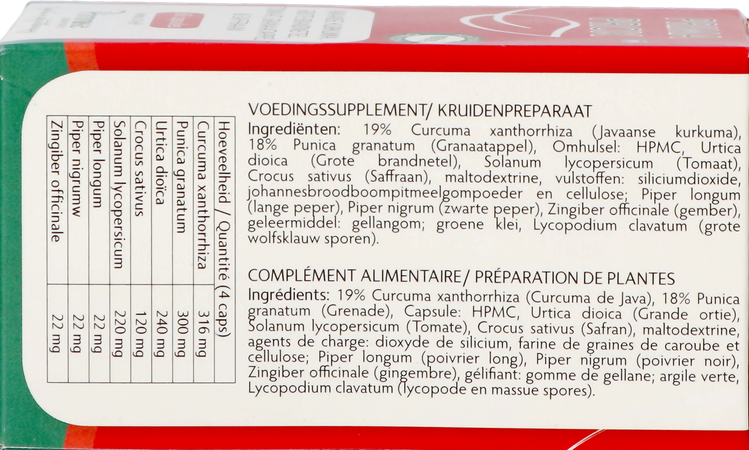 VOEDINGSSUPPLEMENT/ KRUIDENPREPARAAT
Ingrediënten: 19% Curcuma xanthorrhiza (Javaanse kurkuma),
18% Punica granatum (Granaatappel), Omhulsel: HPMC, Urtica
dioica (Grote brandnetel), Solanum lycopersicum (Tomaat),
Crocus sativus (Saffraan), maltodextrine, vulstoffen: siliciumdioxide,
johannesbroodboompitmeelgompoeder en cellulose; Piper longum
(lange peper), Piper nigrum (zwarte peper), Zingiber officinale (gember),
geleermiddel: gellangom; groene klei, Lycopodium clavatum (grote
wolfsklauw sporen).
COMPLÉMENT ALIMENTAIRE/ PRÉPARATION DE PLANTES
Ingrédients: 19% Curcuma xanthorrhiza (Curcuma de Java), 18% Punica
granatum (Grenade), Capsule: HPMC, Urtica dioica (Grande ortie),
Solanum lycopersicum (Tomate), Crocus sativus (Safran), maltodextrine,
agents de charge: dioxyde de silicium, farine de graines de caroube et
cellulose; Piper longum (poivrier long), Piper nigrum (poivrier noir),
Zingiber officinale (gingembre), gélifiant: gomme de gellane; argile verte,
Lycopodium clavatum (lycopode en massue spores).
Hoeveelheid / Quantité (4 caps)
Curcuma xanthorrhiza 316 mg
Punica granatum 300 mg
Urtica dioïca 240 mg
Crocus sativus 120 mg
Solanum lycopersicum 220 mg
Piper longum 22 mg
Piper nigrumw 22 mg
Zingiber officinale 22 mg